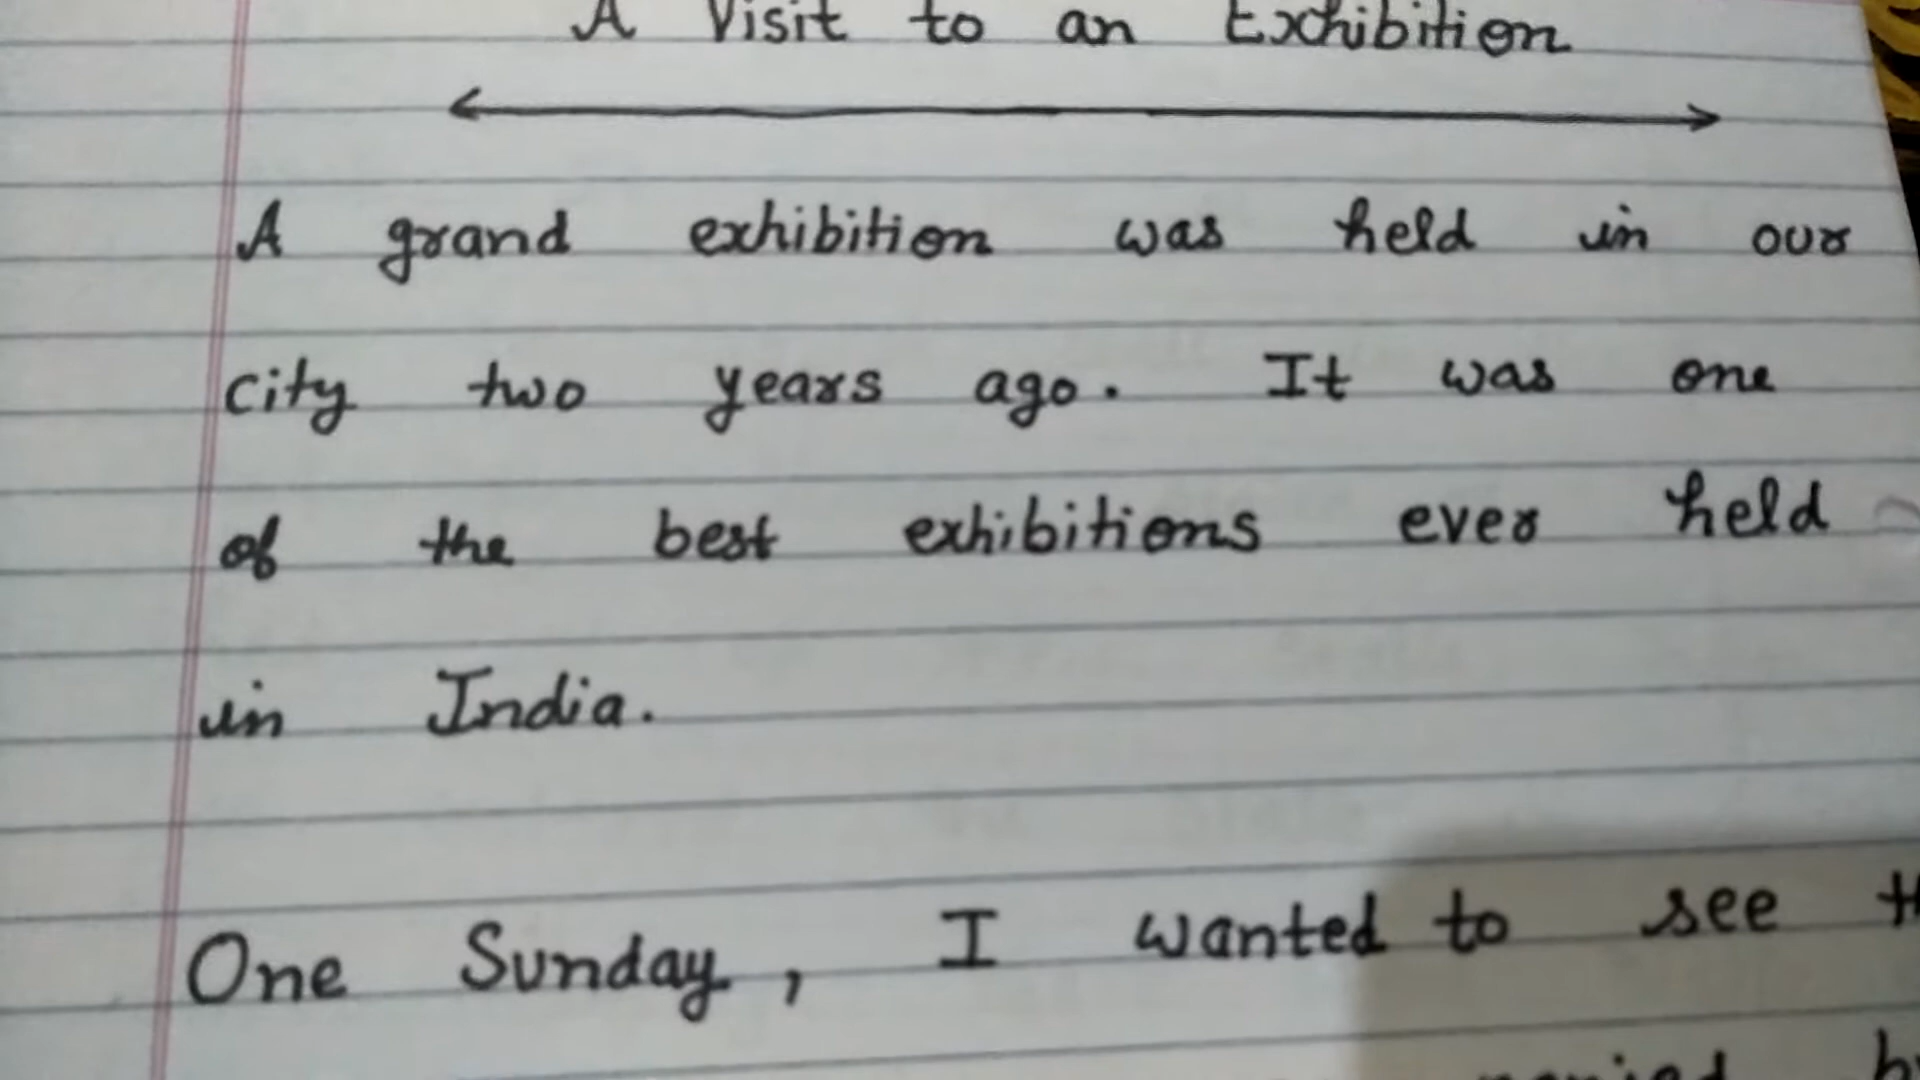 A Visit to an Exhibition
A grand exhibition was held in our
city two years ago. It was one
of the best exhibitions ever held
in India.
One Sunday, I wanted to see